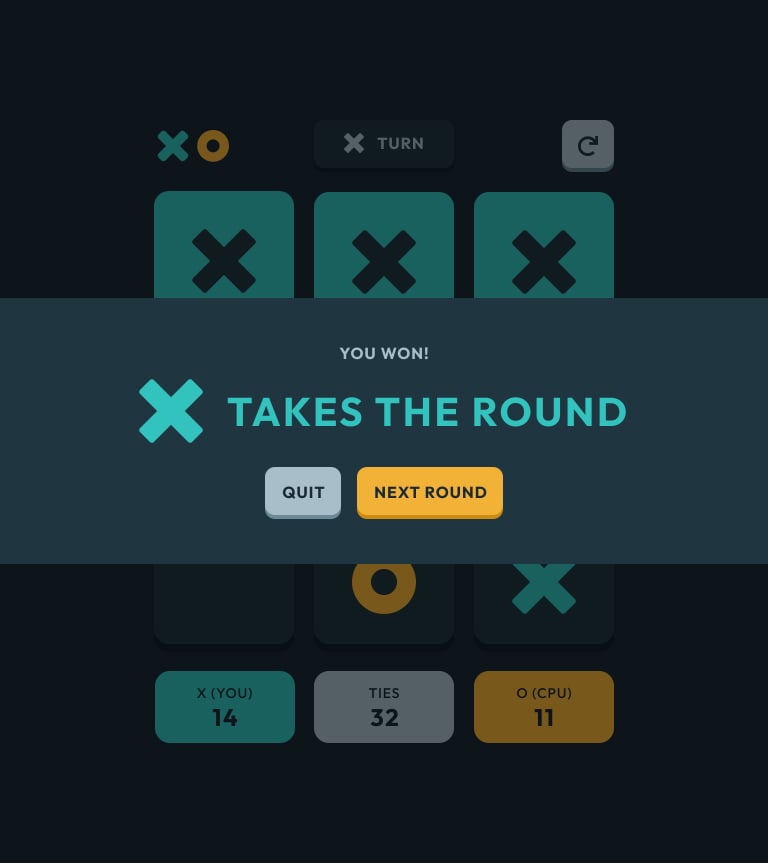 TURN
YOU WON!
TAKES THE ROUND
QUIT
NEXT ROUND
X (YOU)
14
TIES
32
O (CPU)
11